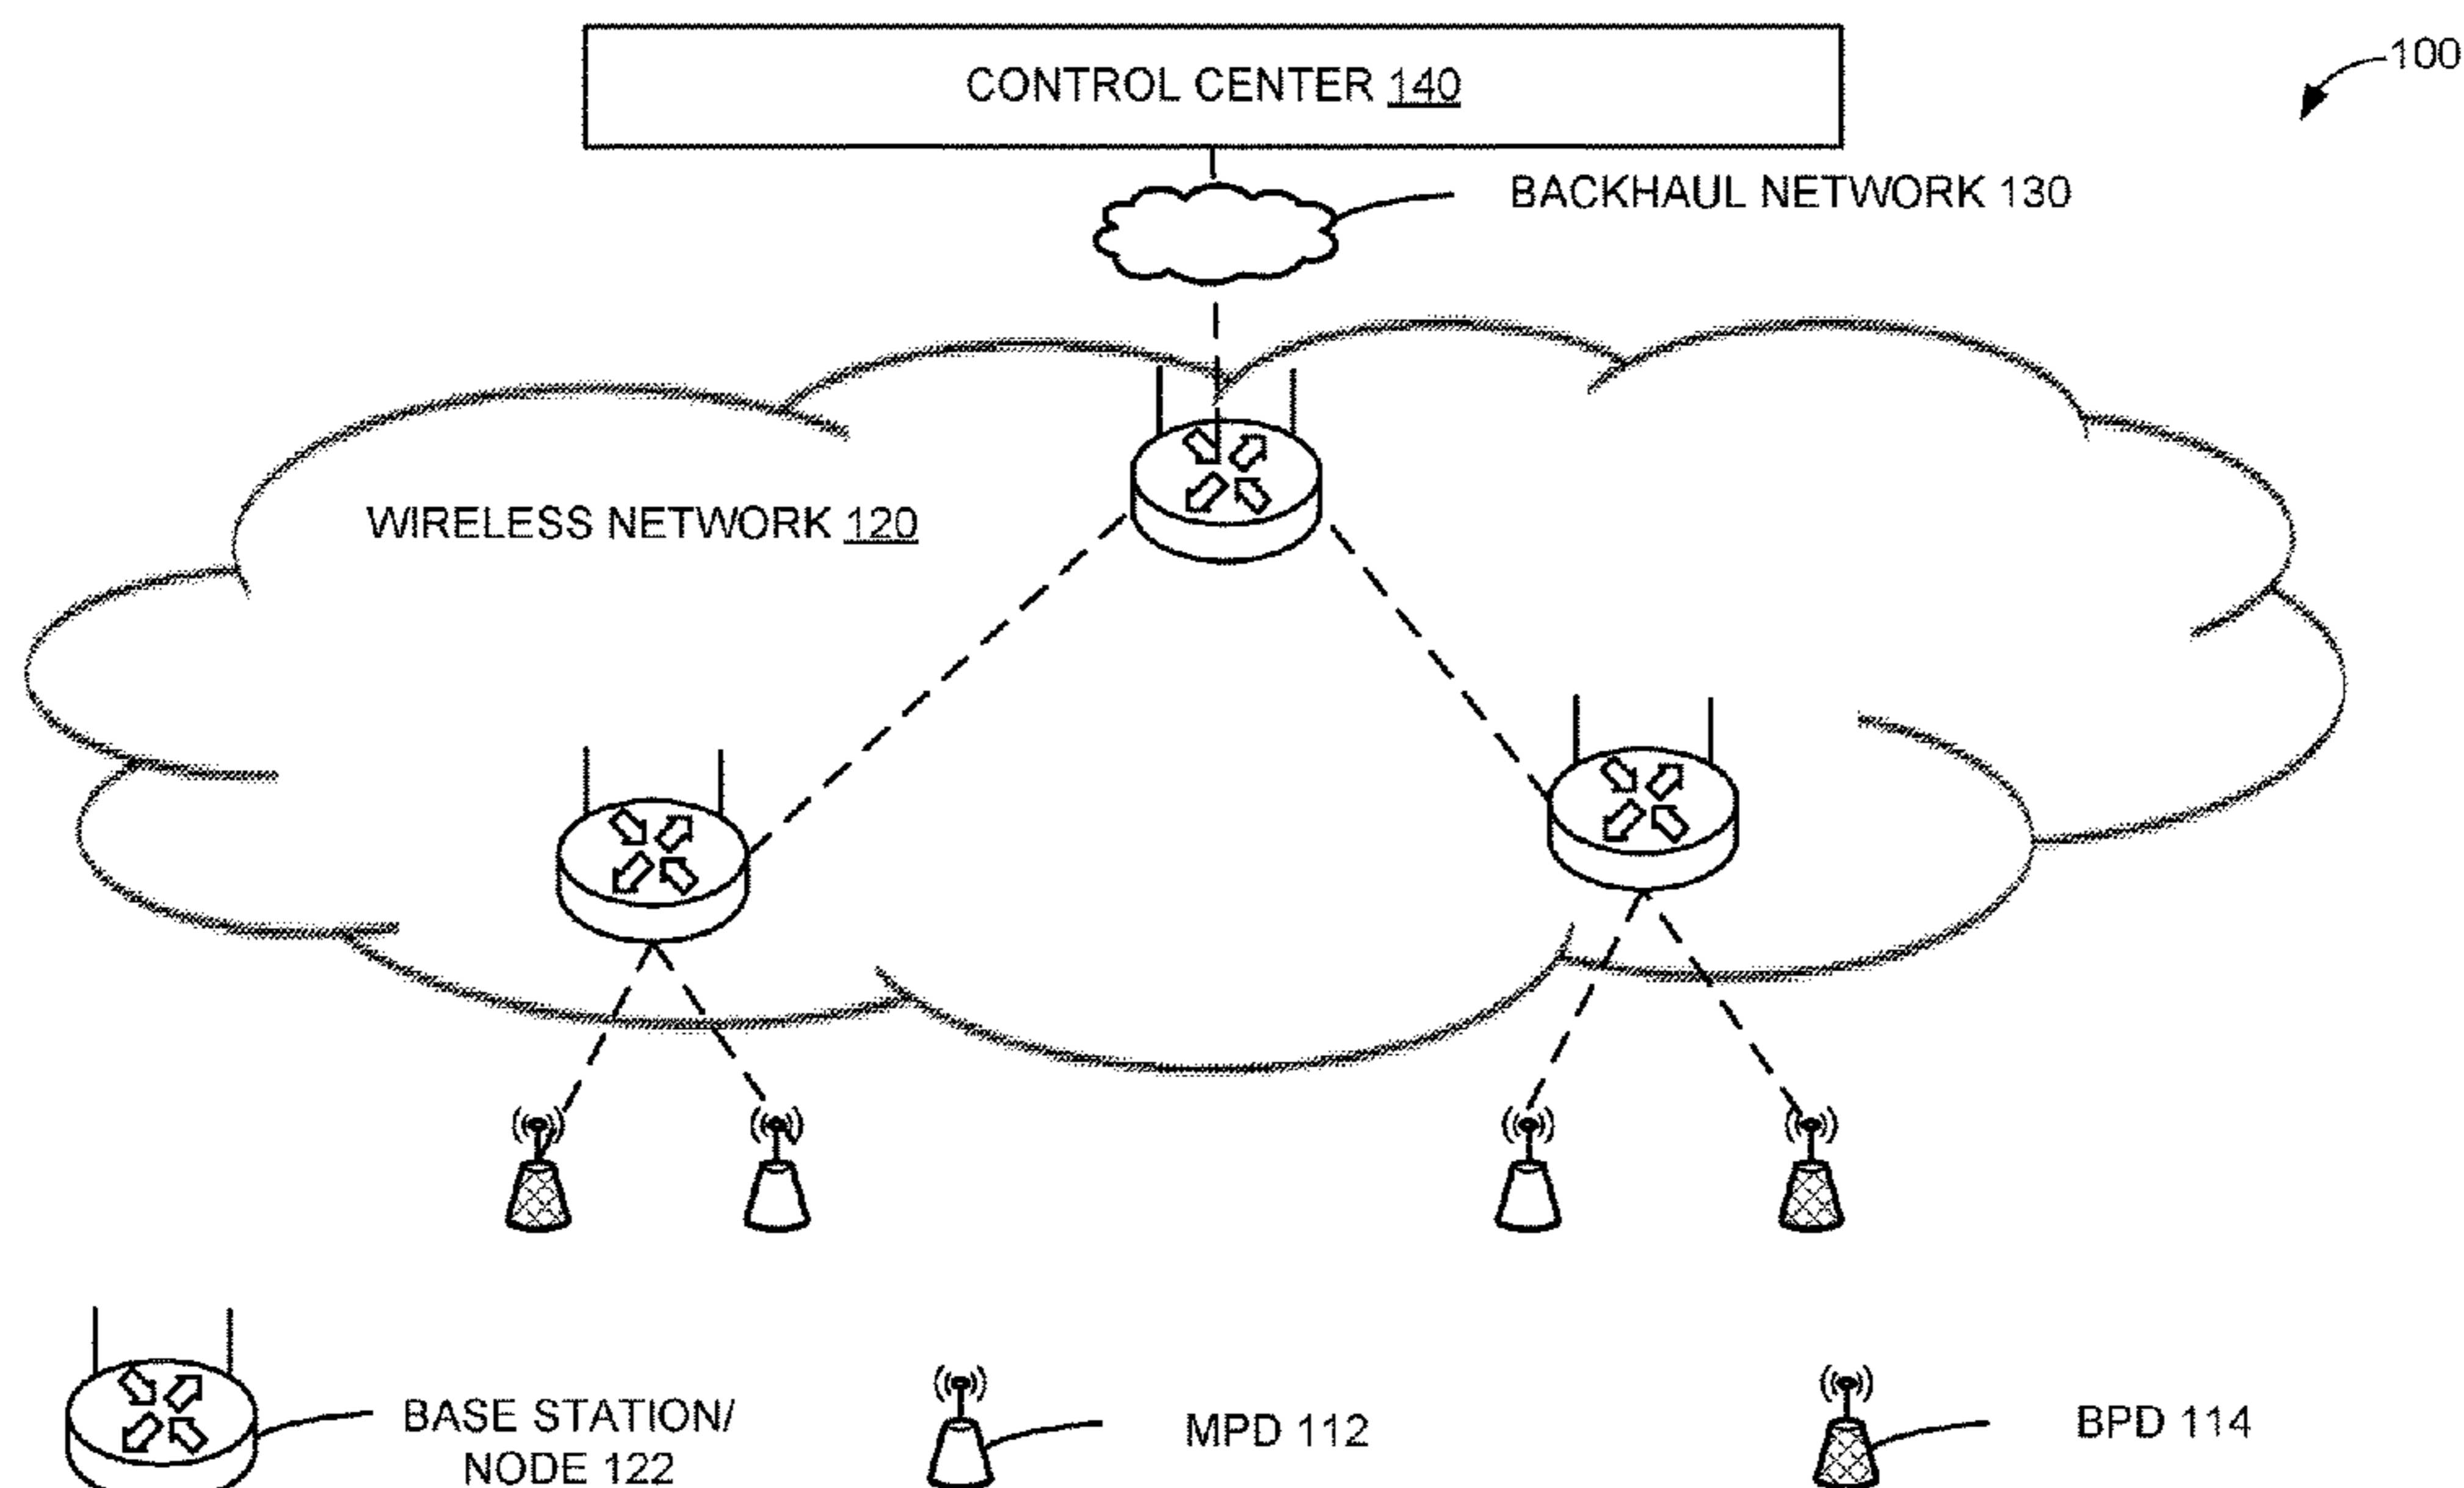 CONTROL CENTER 140
100
BACKHAUL NETWORK 130
WIRELESS NETWORK 120
BASE STATION/
NODE 122
MPD 112
BPD 114